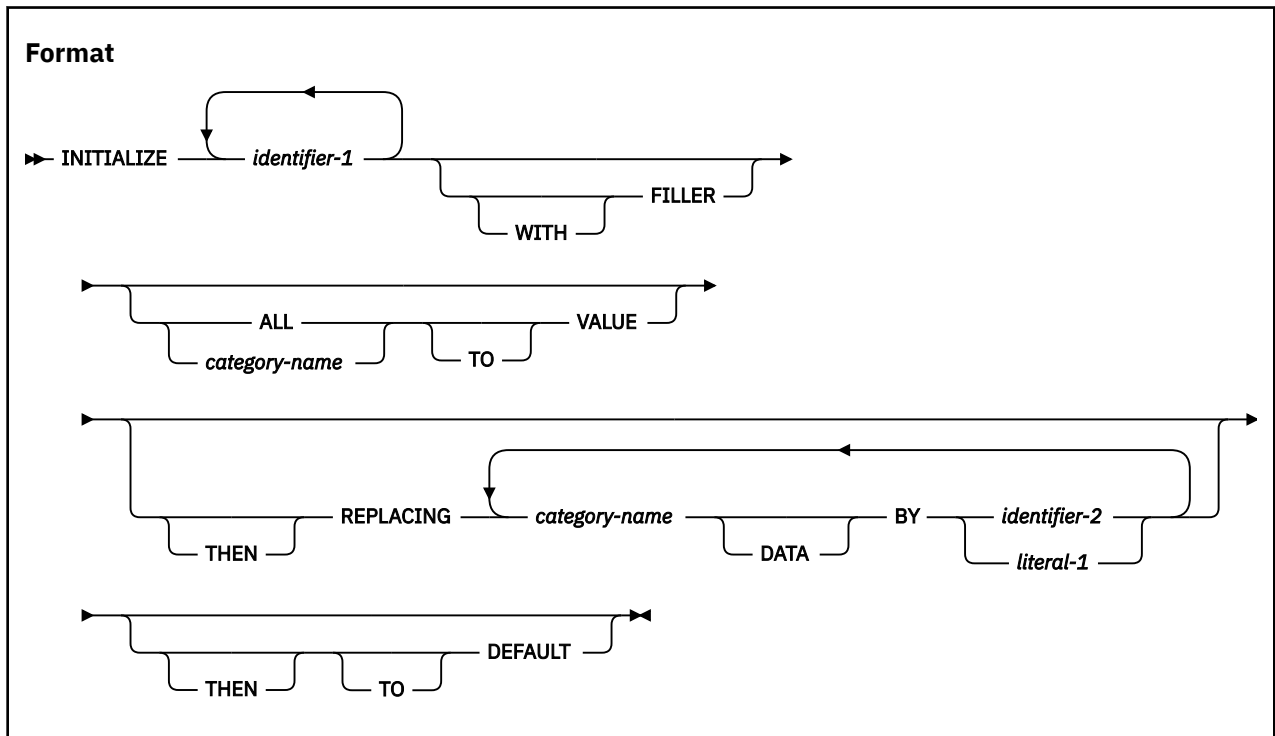 Format
INITIALIZE identifier-1
FILLER
WITH
ALL VALUE
category-name TO
REPLACING category-name BY identifier-2
THEN DATA literal-1
DEFAULT
THEN TO